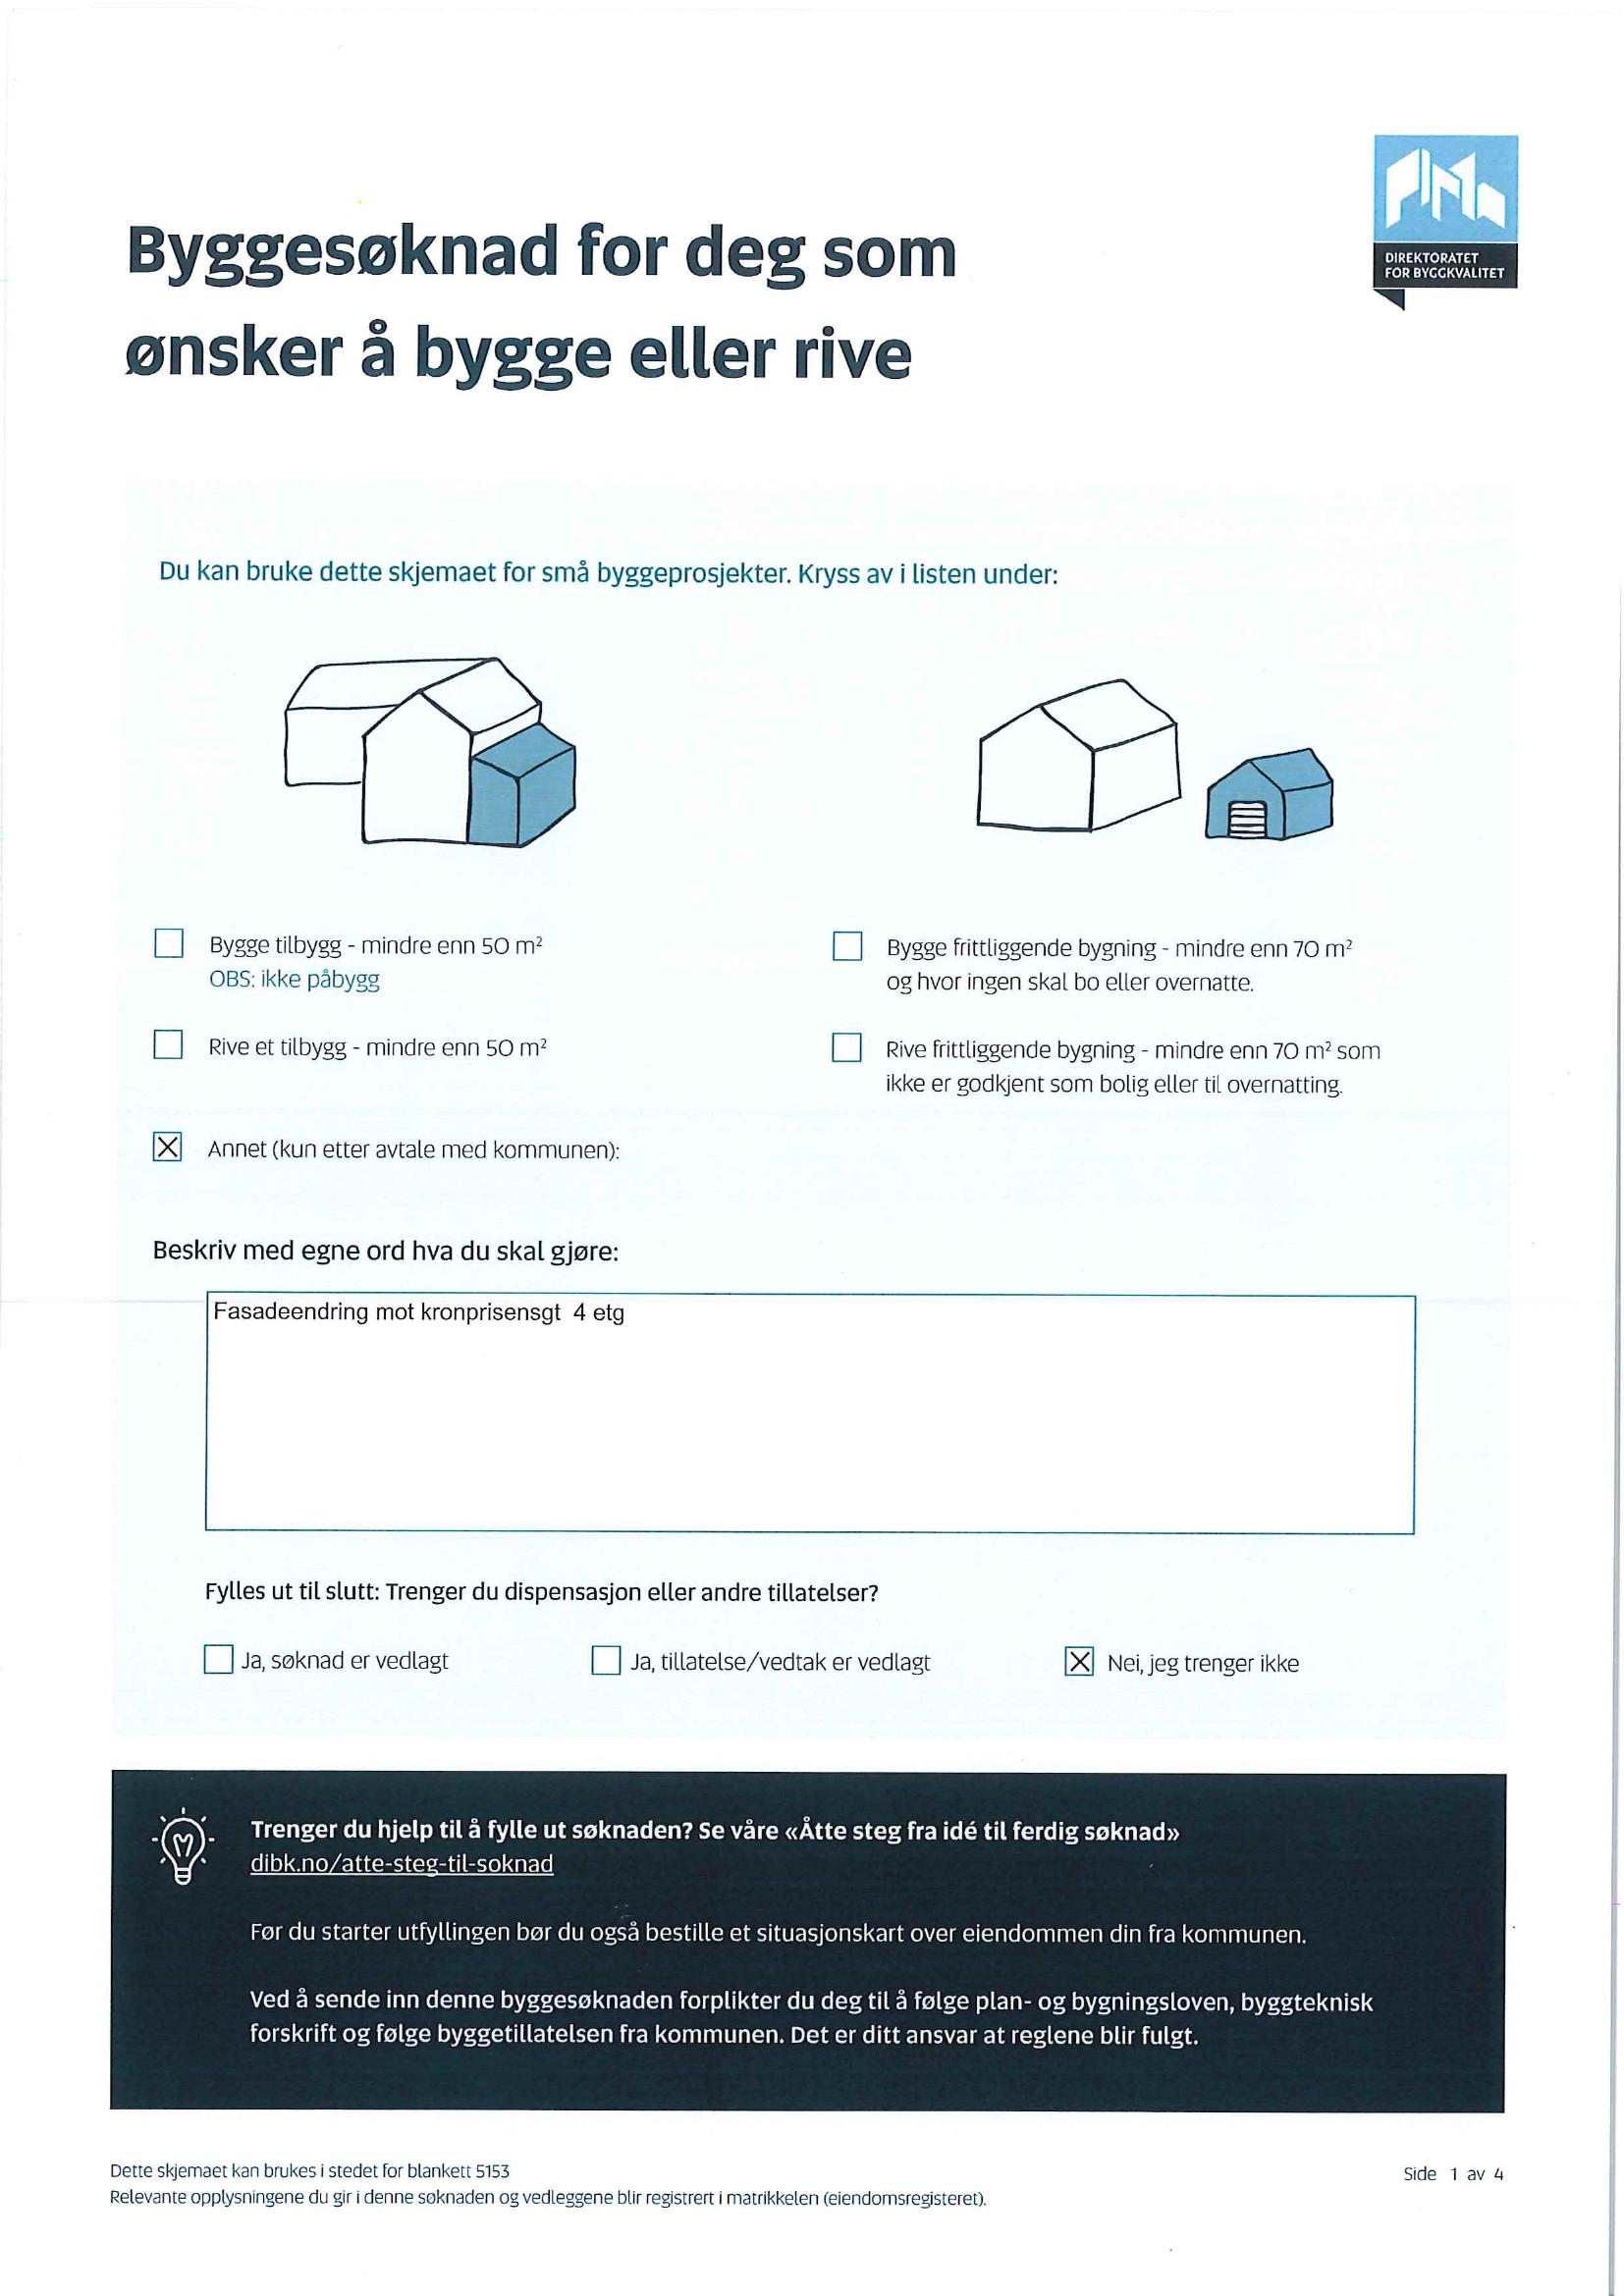 Byggesøknad for deg som
ønsker å bygge eller rive
DIREKTORATET
FOR BYGGKVALITET
Du kan bruke dette skjemaet for små byggeprosjekter. Kryss av i listen under:
Bygge tilbygg - mindre enn 50 m²
OBS: ikke påbygg
Bygge frittliggende bygning - mindre enn 70 m²
og hvor ingen skal bo eller overnatte.
Rive et tilbygg - mindre enn 50 m²
Rive frittliggende bygning - mindre enn 70 m² som
ikke er godkjent som bolig eller til overnatting.
X Annet (kun etter avtale med kommunen):
Beskriv med egne ord hva du skal gjøre:
Fasadeendring mot kronprisensgt 4 etg
Fylles ut til slutt: Trenger du dispensasjon eller andre tillatelser?
Ja, søknad er vedlagt
Ja, tillatelse/vedtak er vedlagt
X Nei, jeg trenger ikke
Trenger du hjelp til å fylle ut søknaden? Se våre «Åtte steg fra idé til ferdig søknad»
dibk.no/atte-steg-til-soknad
Før du starter utfyllingen bør du også bestille et situasjonskart over eiendommen din fra kommunen.
Ved å sende inn denne byggesøknaden forplikter du deg til å følge plan- og bygningsloven, byggteknisk
forskrift og følge byggetillatelsen fra kommunen. Det er ditt ansvar at reglene blir fulgt.
Dette skjemaet kan brukes i stedet for blankett 5153
Relevante opplysningene du gir i denne søknaden og vedleggene blir registrert i matrikkelen (eiendomsregisteret).
Side 1 av 4